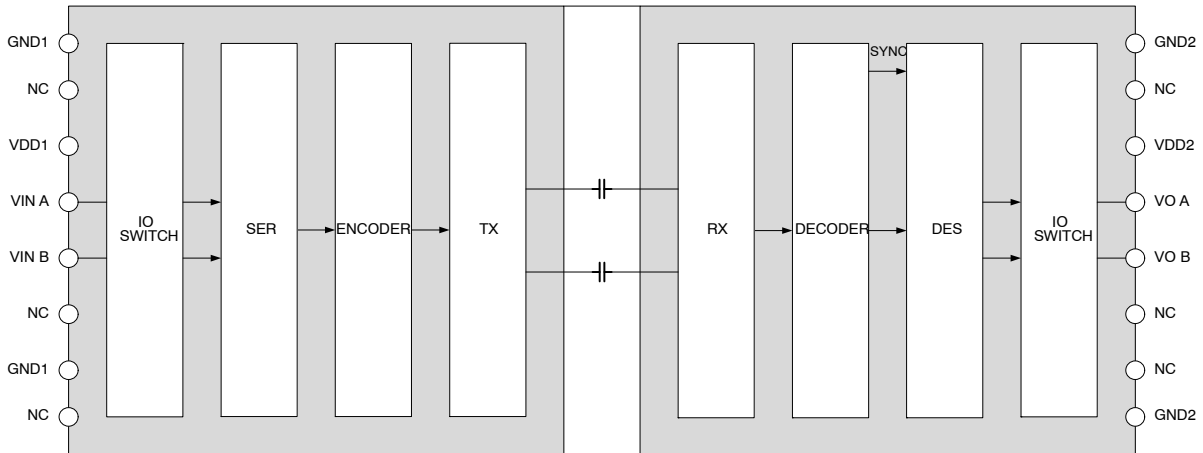 GND1
NC
VDD1
VIN A
VIN B
NC
GND1
NC
IO
SWITCH
SER
ENCODER
TX
RX
DECODER
SYNC
DES
IO
SWITCH
GND2
NC
VDD2
VO A
VO B
NC
NC
GND2